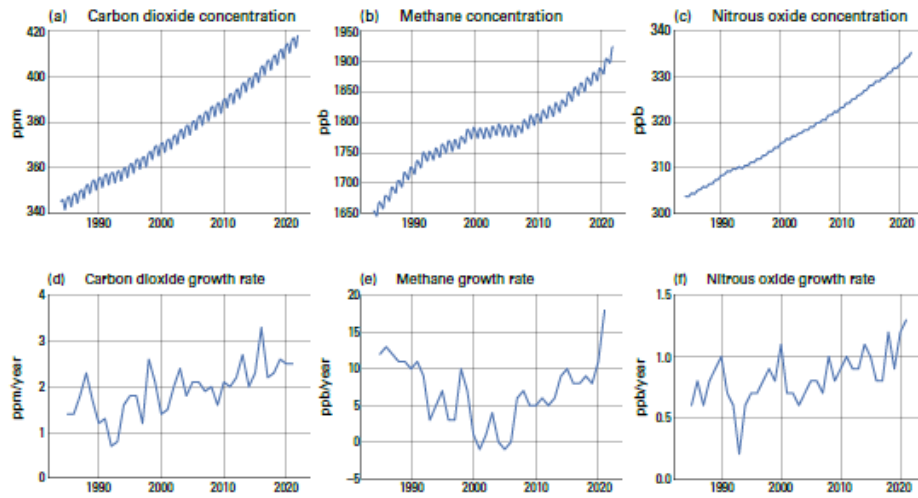 (a) Carbon dioxide concentration
420
400
380
360
340
ppm
1990 2000 2010 2020
(b) Methane concentration
1950
1900
1850
1800
1750
1700
1650
ppb
1990 2000 2010 2020
(c) Nitrous oxide concentration
340
330
320
310
300
ppb
1990 2000 2010 2020
(d) Carbon dioxide growth rate
4
3
2
1
0
ppm/year
1990 2000 2010 2020
(e) Methane growth rate
20
15
10
5
0
−5
ppb/year
1990 2000 2010 2020
(f) Nitrous oxide growth rate
1.5
1.0
0.5
0.0
ppb/year
1990 2000 2010 2020